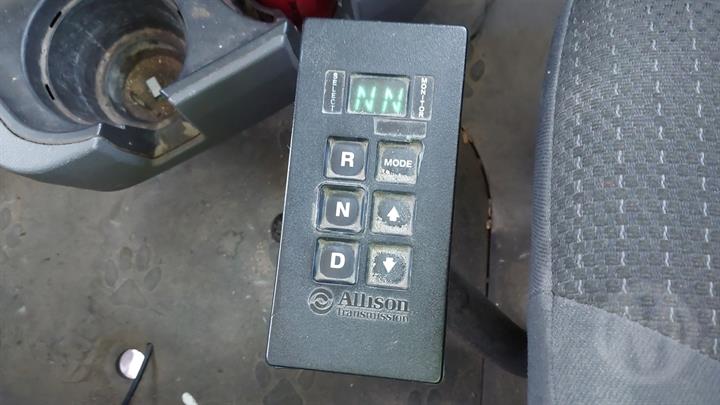 SELECT
NN
MONITOR
R
MODE
N
D
Allison
Transmission